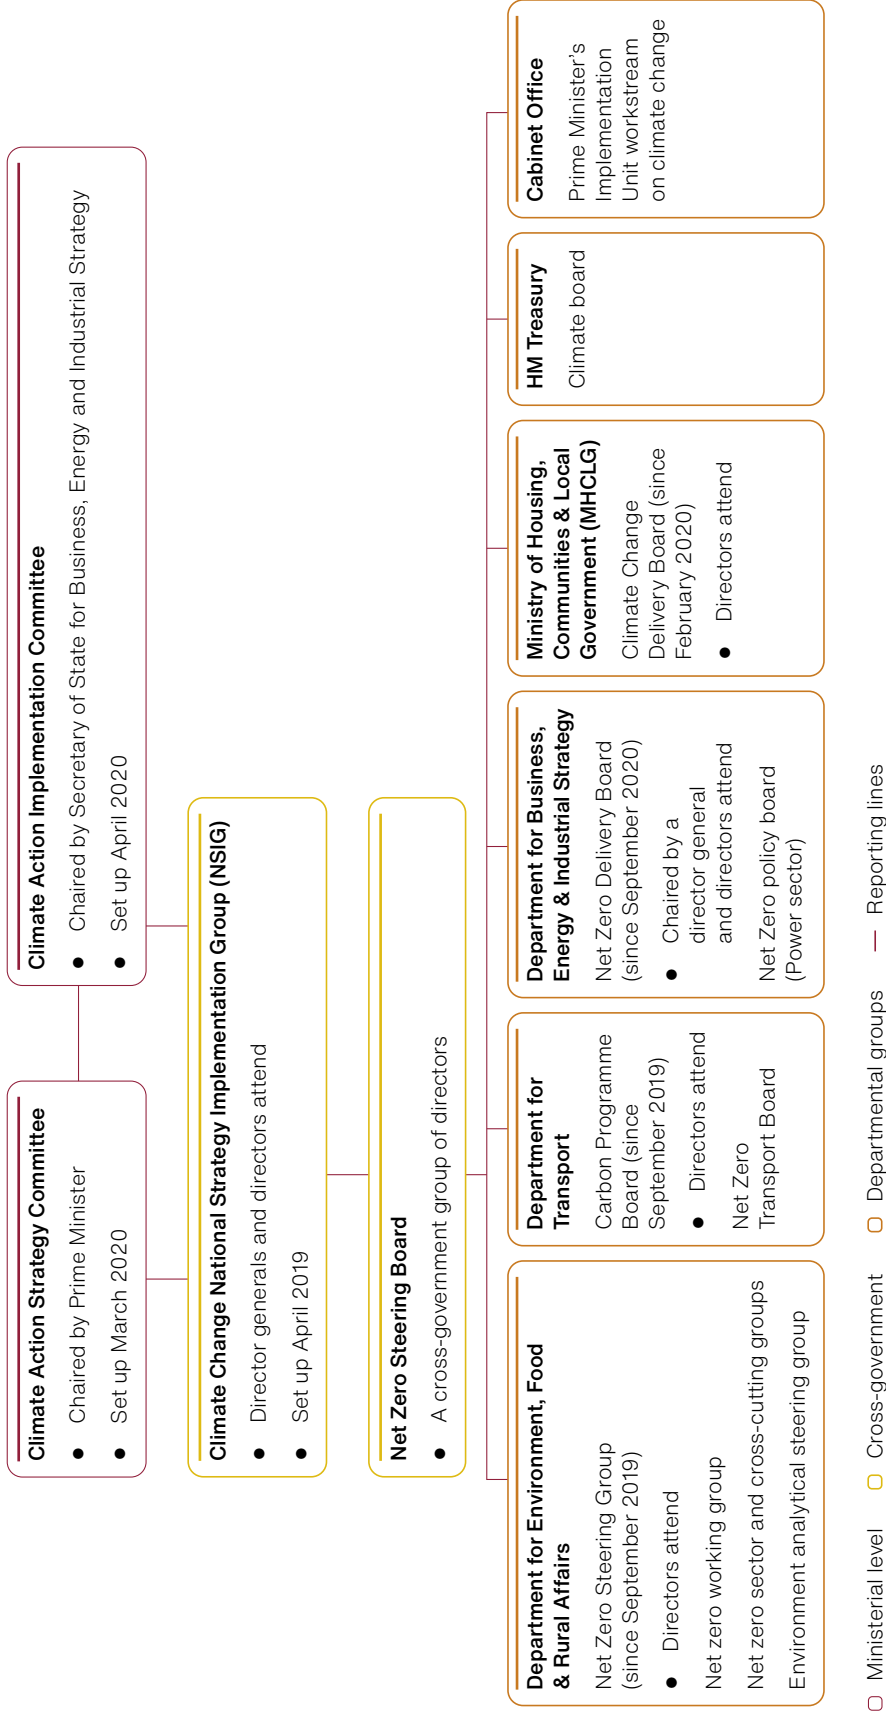 Climate Action Strategy Committee
● Chaired by Prime Minister
● Set up March 2020
Climate Action Implementation Committee
● Chaired by Secretary of State for Business, Energy and Industrial Strategy
● Set up April 2020
Climate Change National Strategy Implementation Group (NSIG)
● Director generals and directors attend
● Set up April 2019
Net Zero Steering Board
● A cross-government group of directors
Department for Environment, Food
& Rural Affairs
Net Zero Steering Group
(since September 2019)
● Directors attend
Net zero working group
Net zero sector and cross-cutting groups
Environment analytical steering group
Department for
Transport
Carbon Programme
Board (since
September 2019)
● Directors attend
Net Zero
Transport Board
Department for Business,
Energy & Industrial Strategy
Net Zero Delivery Board
(since September 2020)
● Chaired by a
director general
and directors attend
Net Zero policy board
(Power sector)
Ministry of Housing,
Communities & Local
Government (MHCLG)
Climate Change
Delivery Board (since
February 2020)
● Directors attend
HM Treasury
Climate board
Cabinet Office
Prime Minister's
Implementation
Unit workstream
on climate change
Ministerial level
Cross-government
Departmental groups
Reporting lines